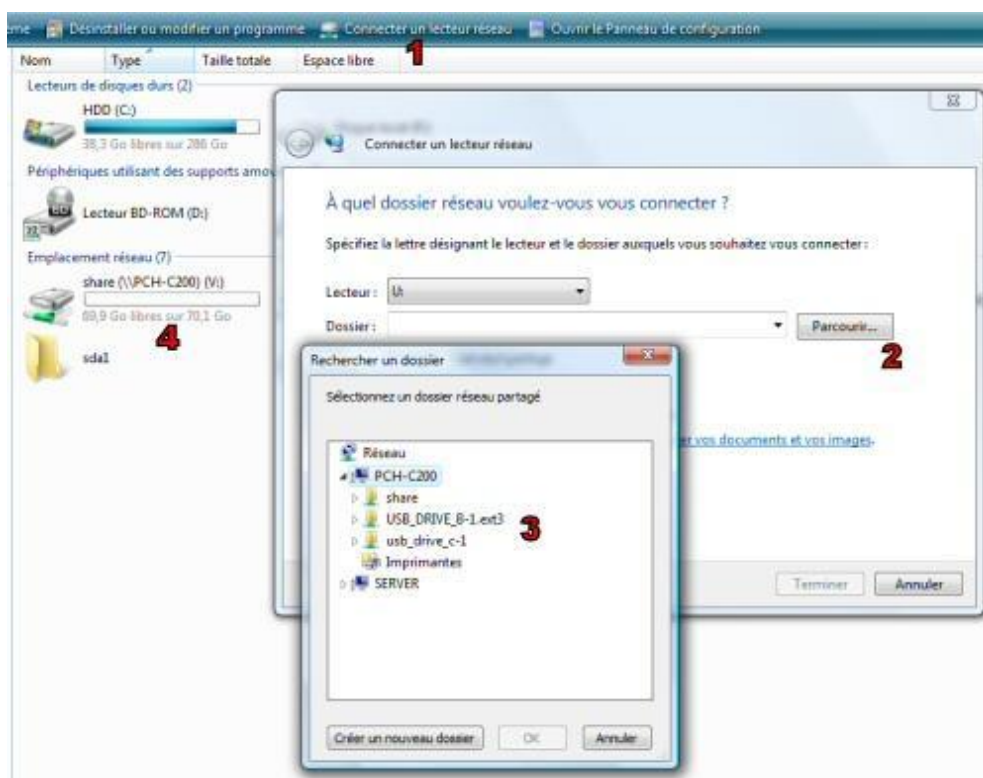 Désinstaller ou modifier un programme Connecter un lecteur réseau Ouvrir le Panneau de configuration
1
Nom Type Taille totale Espace libre
Lecteurs de disques durs (2)
HDD (C:)
38,3 Go libres sur 286 Go
Périphériques utilisant des supports amov
Lecteur BD-ROM (D:)
Emplacement réseau (7)
share (\\PCH-C200) (V:)
69,9 Go libres sur 70,1 Go
4
sda1
Connecter un lecteur réseau
À quel dossier réseau voulez-vous vous connecter ?
Spécifiez la lettre désignant le lecteur et le dossier auxquels vous souhaitez vous connecter :
Lecteur : U:
Dossier : Parcourir...
2
vos documents et vos images.
Terminer Annuler
Rechercher un dossier
Sélectionnez un dossier réseau partagé
Réseau
PCH-C200
share
USB_DRIVE_B-1.ext3
3
usb_drive_c-1
Imprimantes
SERVER
Créer un nouveau dossier OK Annuler